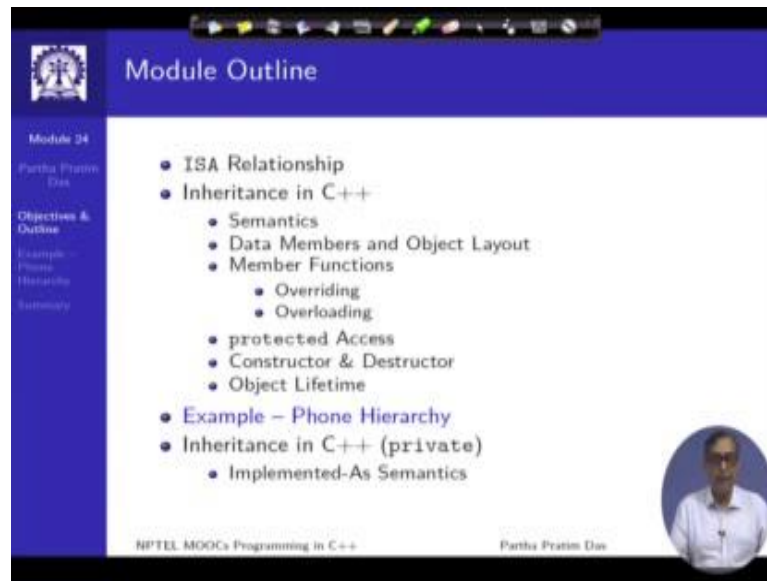 Module Outline
Module 24
Partha Pratim
Das
Objectives &
Outline
Example –
Phone
Hierarchy
Summary
ISA Relationship
Inheritance in C++
Semantics
Data Members and Object Layout
Member Functions
Overriding
Overloading
protected Access
Constructor & Destructor
Object Lifetime
Example – Phone Hierarchy
Inheritance in C++ (private)
Implemented-As Semantics
NPTEL MOOCs Programming in C++
Partha Pratim Das